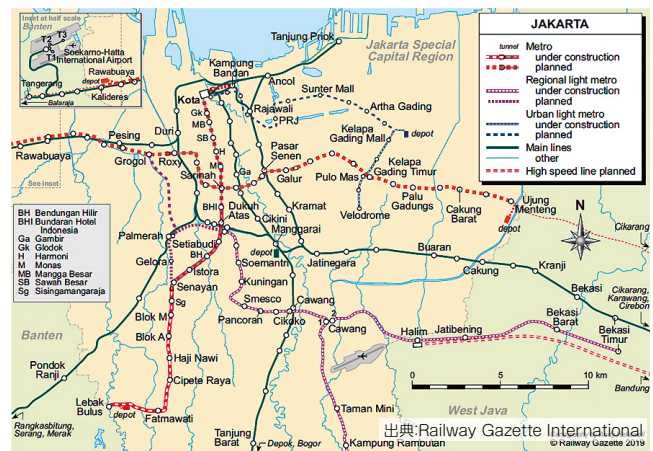 Inset at half scale
Banten
T3
T2
T1
Soekarno-Hatta
International Airport
Rawabuaya
depot
Tangerang
Kalideres
Balaraja
Tanjung Priok
Jakarta Special
Capital Region
Kampung
Bandan
Ancol
Kota
Rajawali
PRJ
Sunter Mall
Artha Gading
Kelapa
Gading Mall
depot
JAKARTA
tunnel
Metro
under construction
planned
Regional light metro
under construction
planned
Urban light metro
under construction
planned
Main lines
other
High speed line planned
Gk
MB
SB
H
M
Duri
Pesing
Rawabuaya
Grogol
Roxy
Sarinah
Ga
Pasar
Senen
Galur
Pulo Mas
Kelapa
Gading Timur
Palu
Gadungs
Cakung
Barat
Ujung
Menteng
depot
N
Cikarang
See inset
BH Bendungan Hilir
BHI Bundaran Hotel
Indonesia
Ga Gambir
Gk Glodok
H Harmoni
M Monas
MB Mangga Besar
SB Sawah Besar
Sg Sisingamangaraja
BHI
Dukuh
Atas
Cikini
Kramat
Velodrome
Manggarai
Palmerah
Setiabudi
BH
depot
Gelora
Istora
Soemantri
Jatinegara
Buaran
Cakung
Kranji
Senayan
Kuningan
Bekasi
Cikarang,
Karawang,
Cirebon
Sg
Smesco
Cawang
Blok M
Pancoran
Cikoko
1
2
Cawang
Halim
Jatibening
Bekasi
Barat
Bekasi
Timur
Banten
Blok A
Haji Nawi
Pondok
Ranji
Cipete Raya
0
5
10 km
Bandung
Lebak
Bulus
depot
Fatmawati
Taman Mini
West Java
Rangkasbitung,
Serang, Merak
Tanjung
Barat
Depok, Bogor
Kampung Rambutan
出典:Railway Gazette International
© Railway Gazette 2019